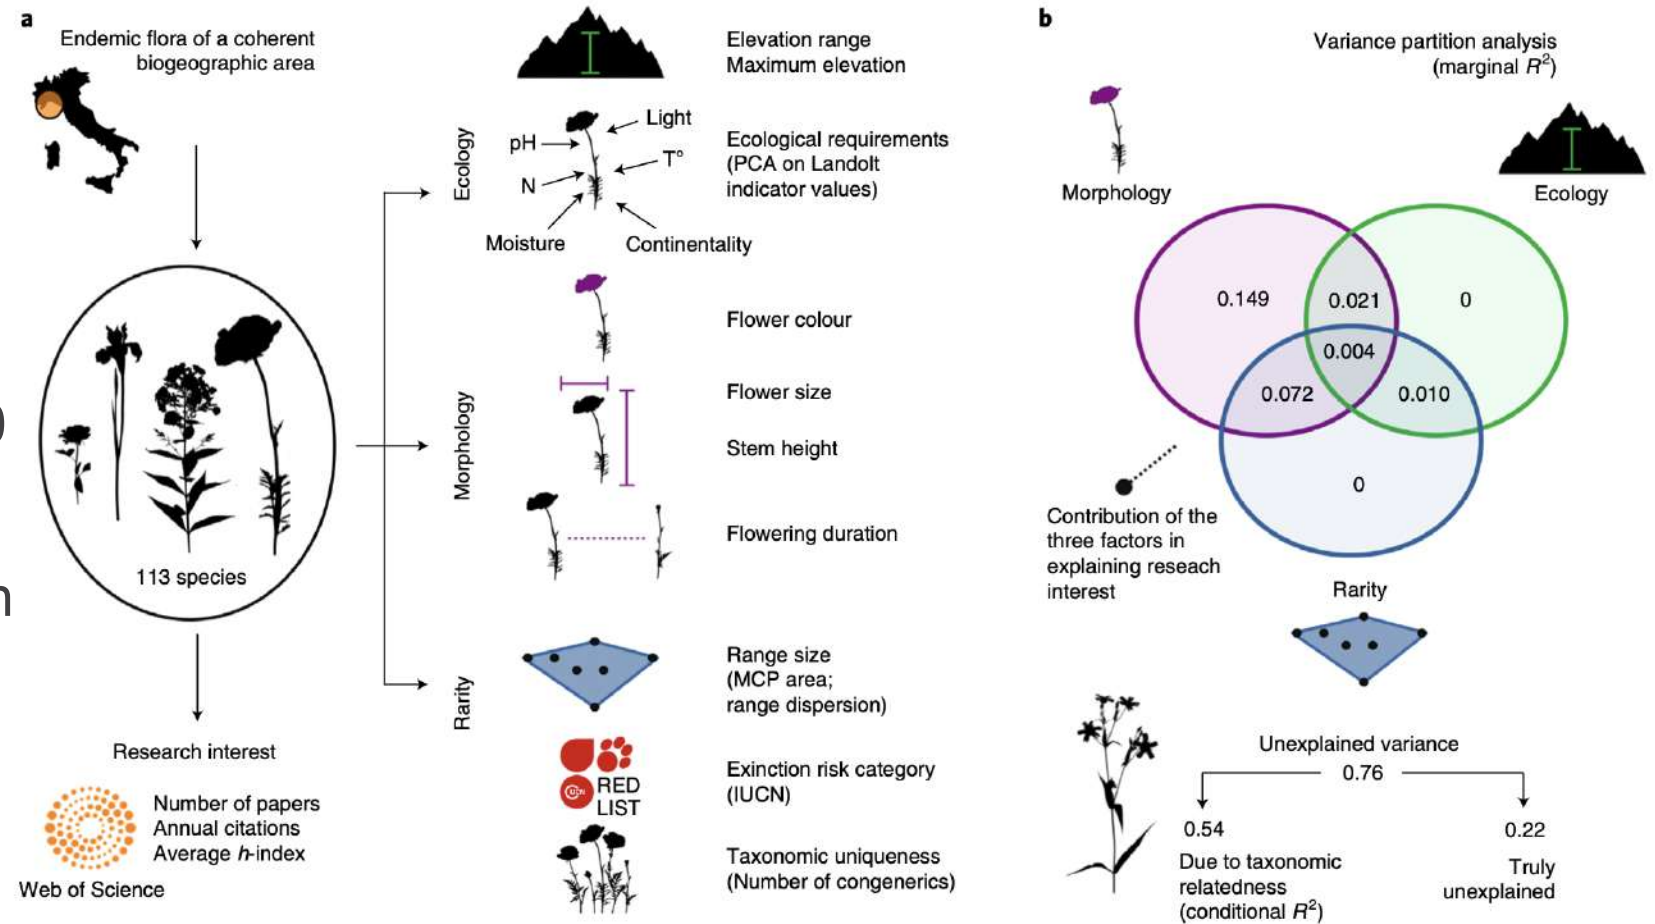 a
Endemic flora of a coherent
biogeographic area
113 species
Research interest
Number of papers
Annual citations
Average h-index
Web of Science
Ecology
Elevation range
Maximum elevation
Light
pH
T°
N
Moisture
Continentality
Ecological requirements
(PCA on Landolt
indicator values)
Morphology
Flower colour
Flower size
Stem height
Flowering duration
Rarity
Range size
(MCP area;
range dispersion)
IUCN
RED
LIST
Exinction risk category
(IUCN)
Taxonomic uniqueness
(Number of congenerics)
b
Variance partition analysis
(marginal R²)
Morphology
Ecology
0.149
0.021
0
0.004
0.072
0.010
0
Contribution of the
three factors in
explaining reseach
interest
Rarity
Unexplained variance
0.76
0.54
0.22
Due to taxonomic
relatedness
(conditional R²)
Truly
unexplained